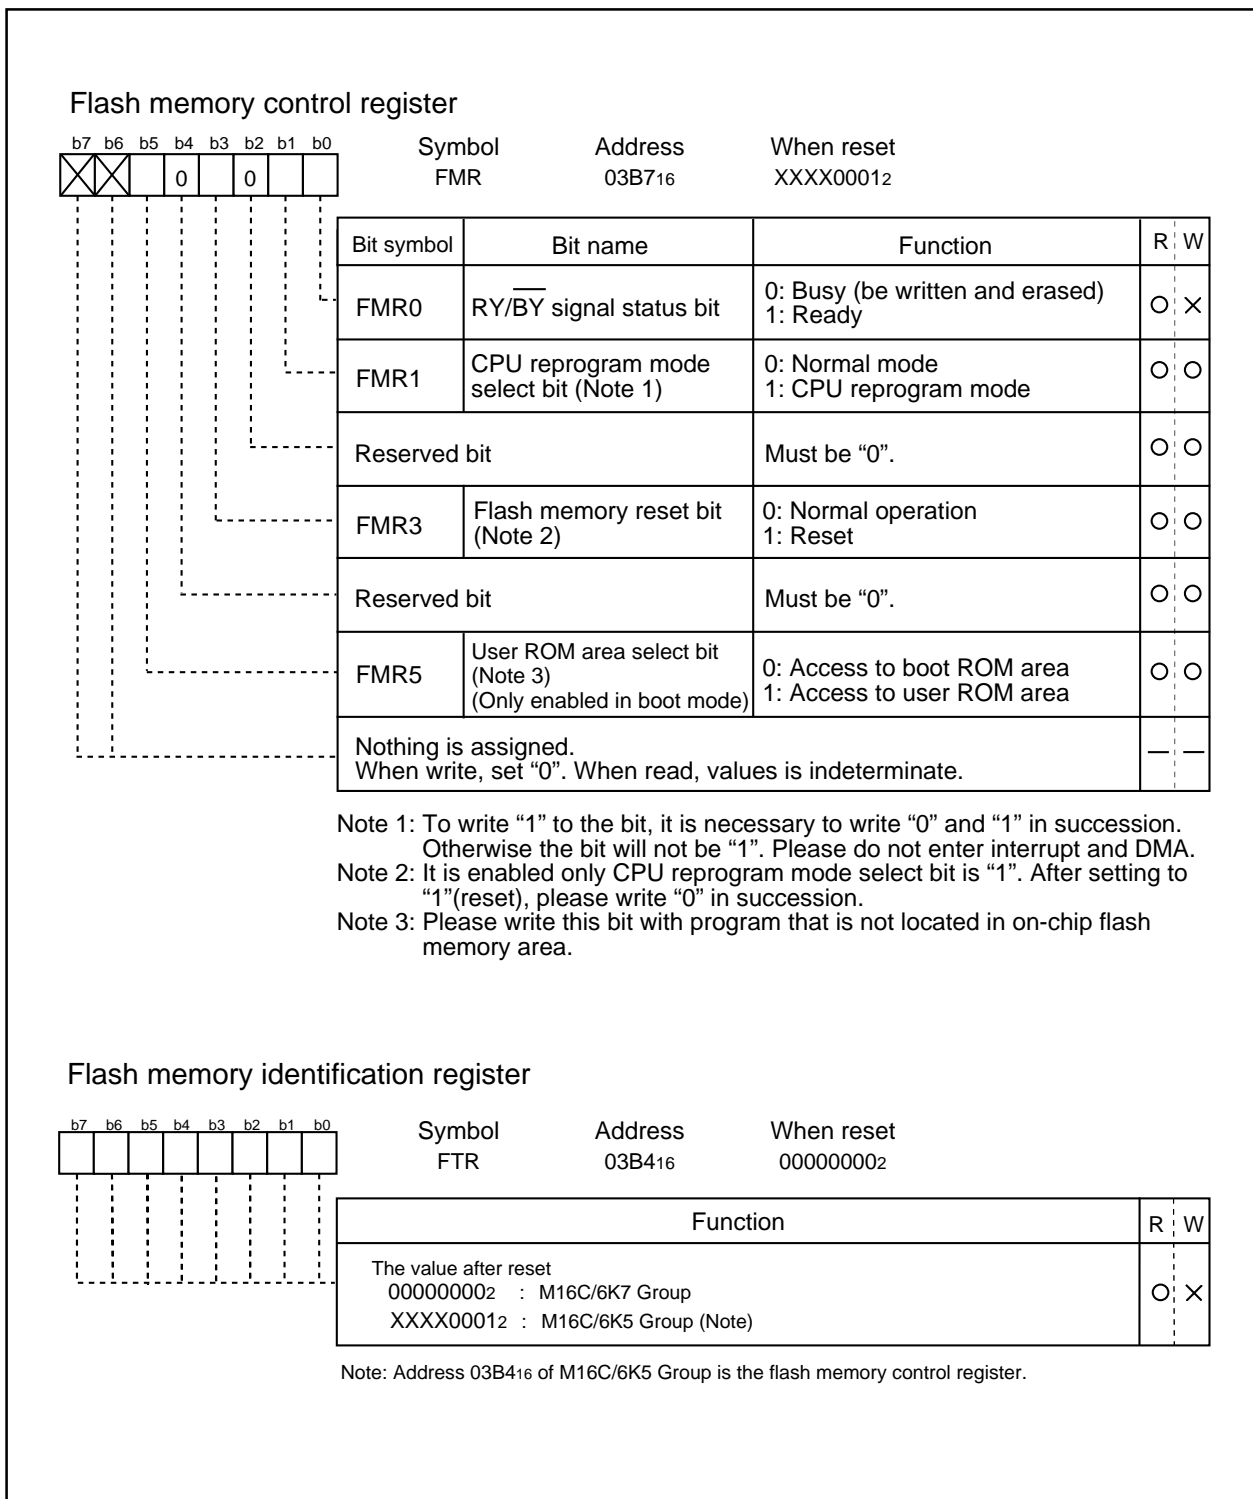 Flash memory control register
b7 b6 b5 b4 b3 b2 b1 b0
Symbol Address When reset
0 0
FMR 03B716 XXXX00012
Bit symbol Bit name Function R W
FMR0 RY/BY signal status bit 0: Busy (be written and erased)
1: Ready
FMR1 CPU reprogram mode
select bit (Note 1) 0: Normal mode
1: CPU reprogram mode
Reserved bit Must be “0”.
FMR3 Flash memory reset bit
(Note 2) 0: Normal operation
1: Reset
Reserved bit Must be “0”.
FMR5 User ROM area select bit
(Note 3)
(Only enabled in boot mode) 0: Access to boot ROM area
1: Access to user ROM area
Nothing is assigned.
When write, set “0”. When read, values is indeterminate.
Note 1: To write “1” to the bit, it is necessary to write “0” and “1” in succession.
Otherwise the bit will not be “1”. Please do not enter interrupt and DMA.
Note 2: It is enabled only CPU reprogram mode select bit is “1”. After setting to
“1”(reset), please write “0” in succession.
Note 3: Please write this bit with program that is not located in on-chip flash
memory area.
Flash memory identification register
b7 b6 b5 b4 b3 b2 b1 b0
Symbol Address When reset
FTR 03B416 000000002
Function R W
The value after reset
000000002 : M16C/6K7 Group
XXXX00012 : M16C/6K5 Group (Note)
Note: Address 03B416 of M16C/6K5 Group is the flash memory control register.